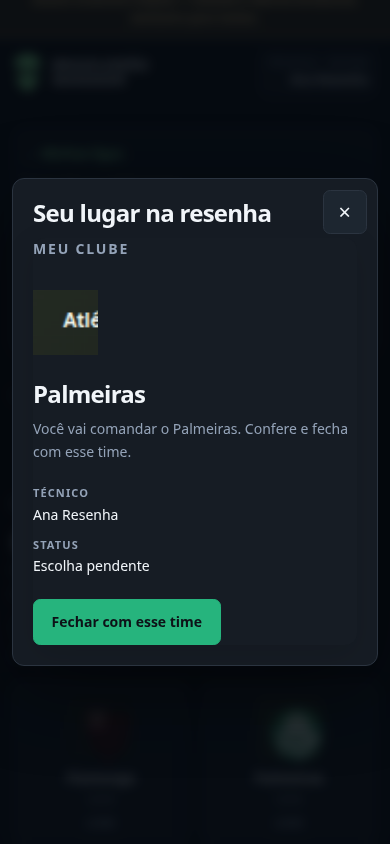 Seu lugar na resenha
×
MEU CLUBE
Atlé
Palmeiras
Você vai comandar o Palmeiras. Confere e fecha
com esse time.
TÉCNICO
Ana Resenha
STATUS
Escolha pendente
Fechar com esse time